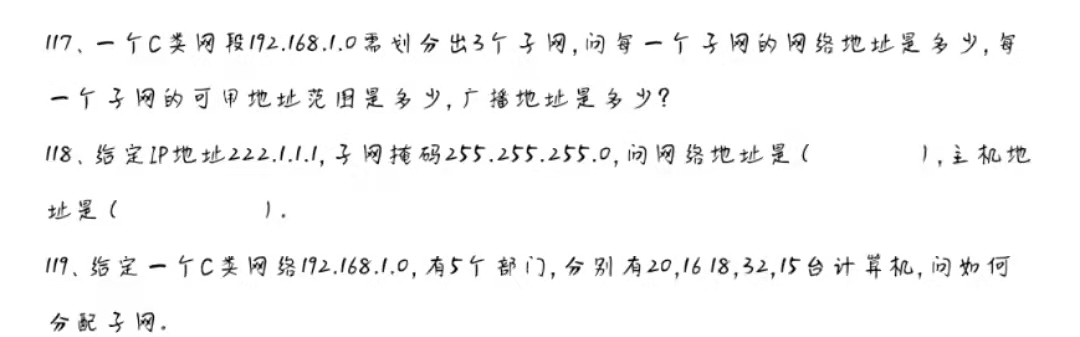 117、一个C类网段192.168.1.0需划分出3个子网,问每一个子网的网络地址是多少,每
一个子网的可用地址范围是多少,广播地址是多少?
118、给定IP地址222.1.1.1,子网掩码255.255.255.0,问网络地址是(          ),主机地
址是(          ).
119、给定一个C类网络192.168.1.0,有5个部门,分别有20,16 18,32,15台计算机,问如何
分配子网.